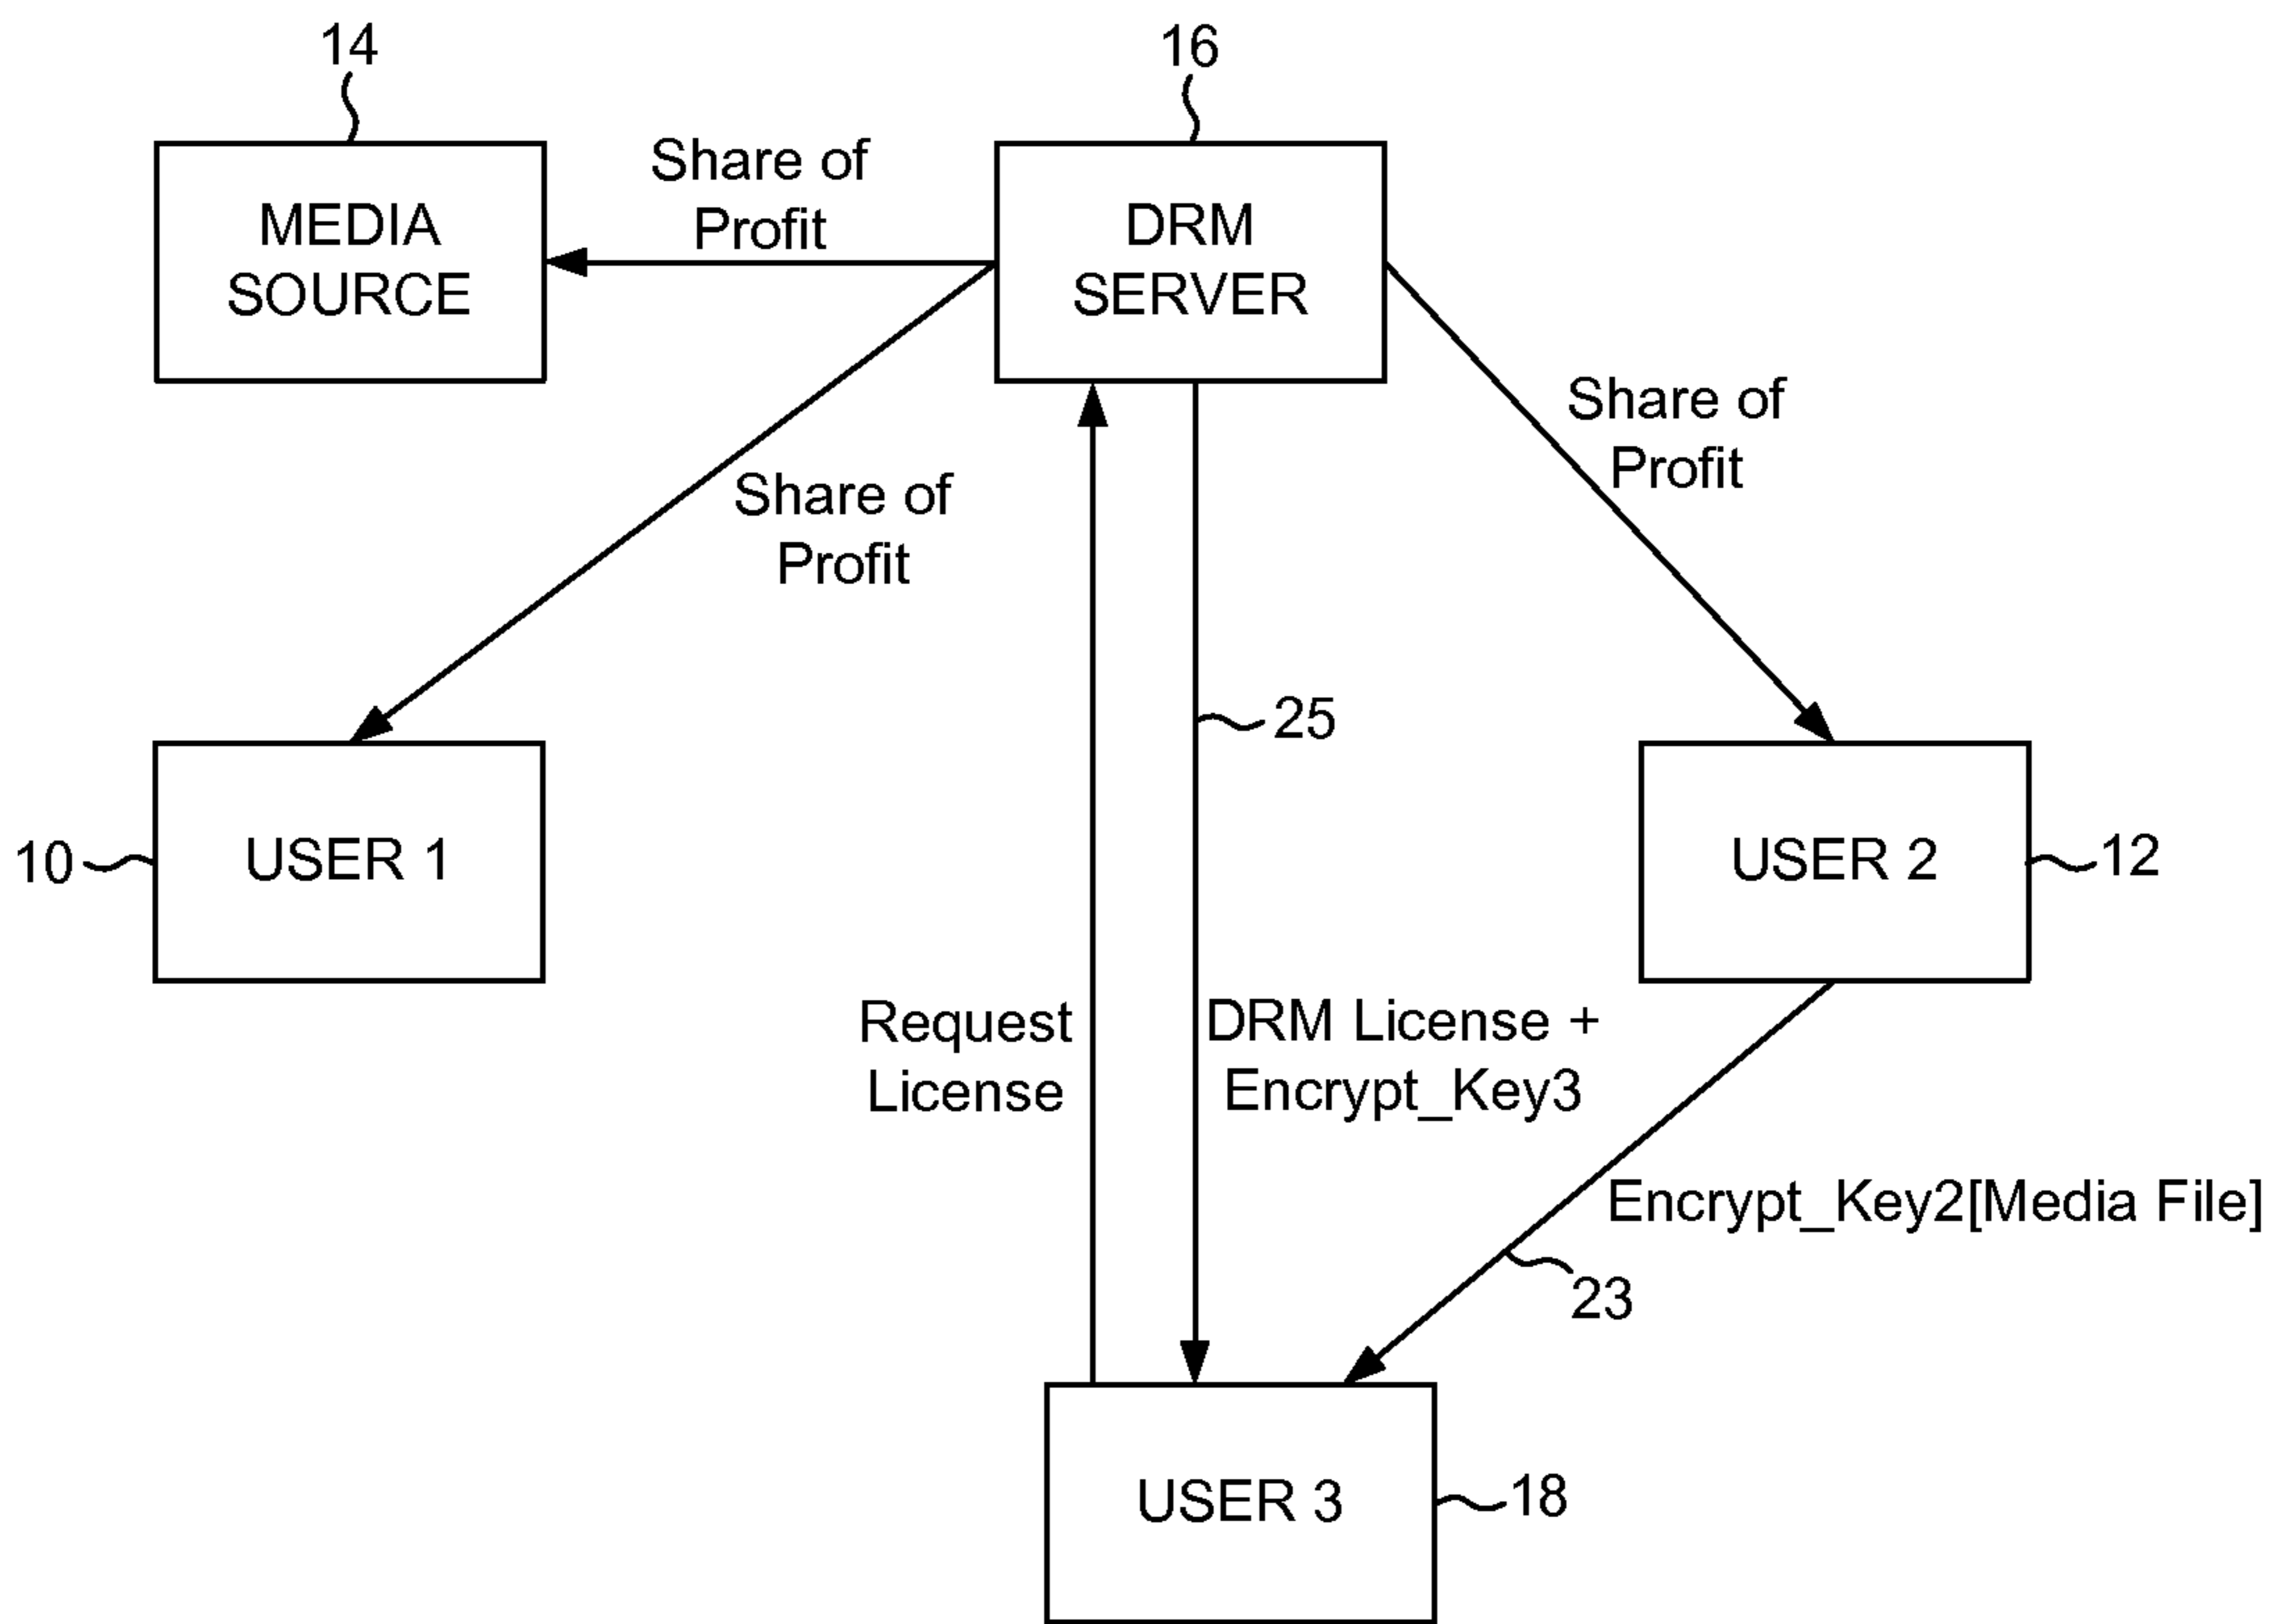 14
16
MEDIA
SOURCE
Share of
Profit
DRM
SERVER
Share of
Profit
Share of
Profit
25
10
USER 1
USER 2
12
Request
License
DRM License +
Encrypt_Key3
Encrypt_Key2[Media File]
23
USER 3
18